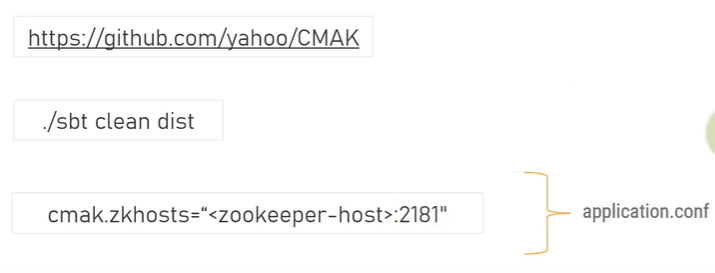 https://github.com/yahoo/CMAK
./sbt clean dist
cmak.zkhosts=“<zookeeper-host>:2181"
application.conf